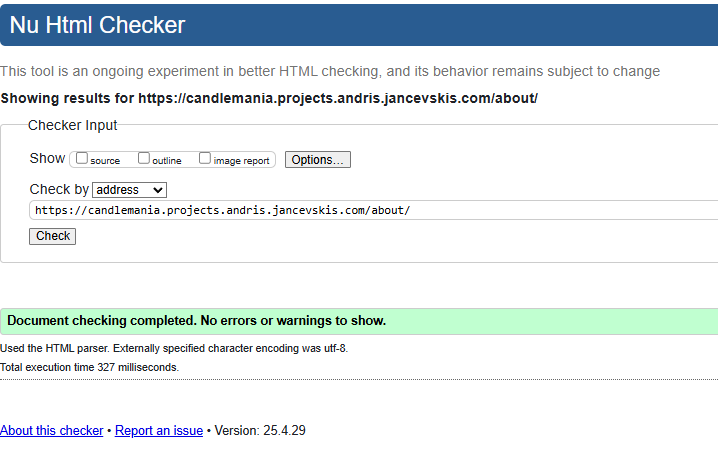 Nu Html Checker
This tool is an ongoing experiment in better HTML checking, and its behavior remains subject to change
Showing results for https://candlemania.projects.andris.jancevskis.com/about/
Checker Input
Show source outline image report Options...
Check by address
https://candlemania.projects.andris.jancevskis.com/about/
Check
Document checking completed. No errors or warnings to show.
Used the HTML parser. Externally specified character encoding was utf-8.
Total execution time 327 milliseconds.
About this checker • Report an issue • Version: 25.4.29